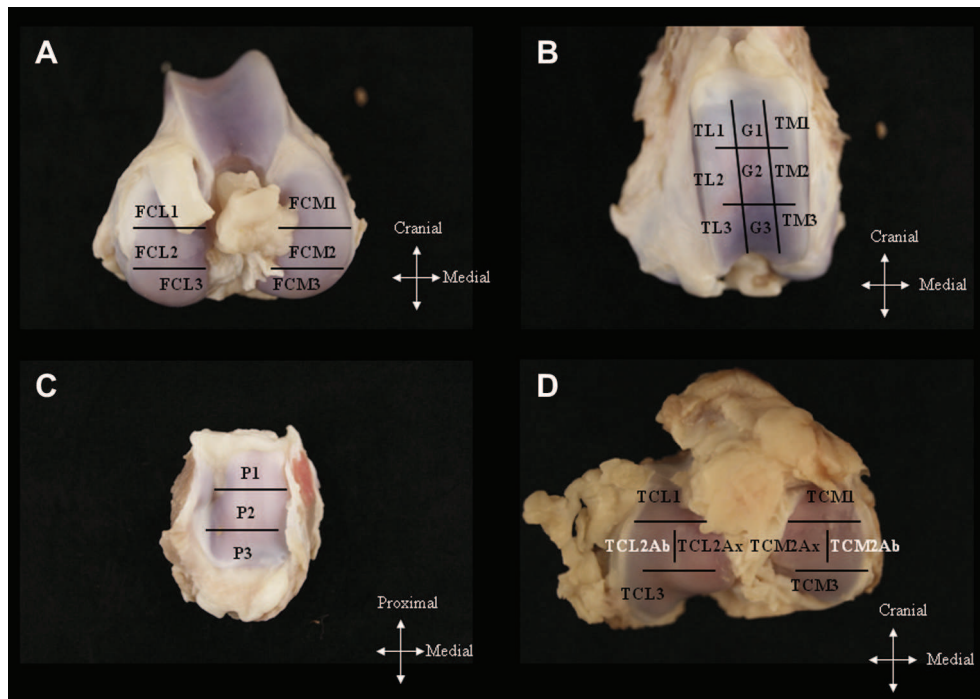 A
FCL1
FCM1
FCL2
FCM2
FCL3
FCM3
Cranial
Medial
B
TL1
G1
TM1
TL2
G2
TM2
TL3
G3
TM3
Cranial
Medial
C
P1
P2
P3
Proximal
Medial
D
TCL1
TCM1
TCL2Ab
TCL2Ax
TCM2Ax
TCM2Ab
TCL3
TCM3
Cranial
Medial